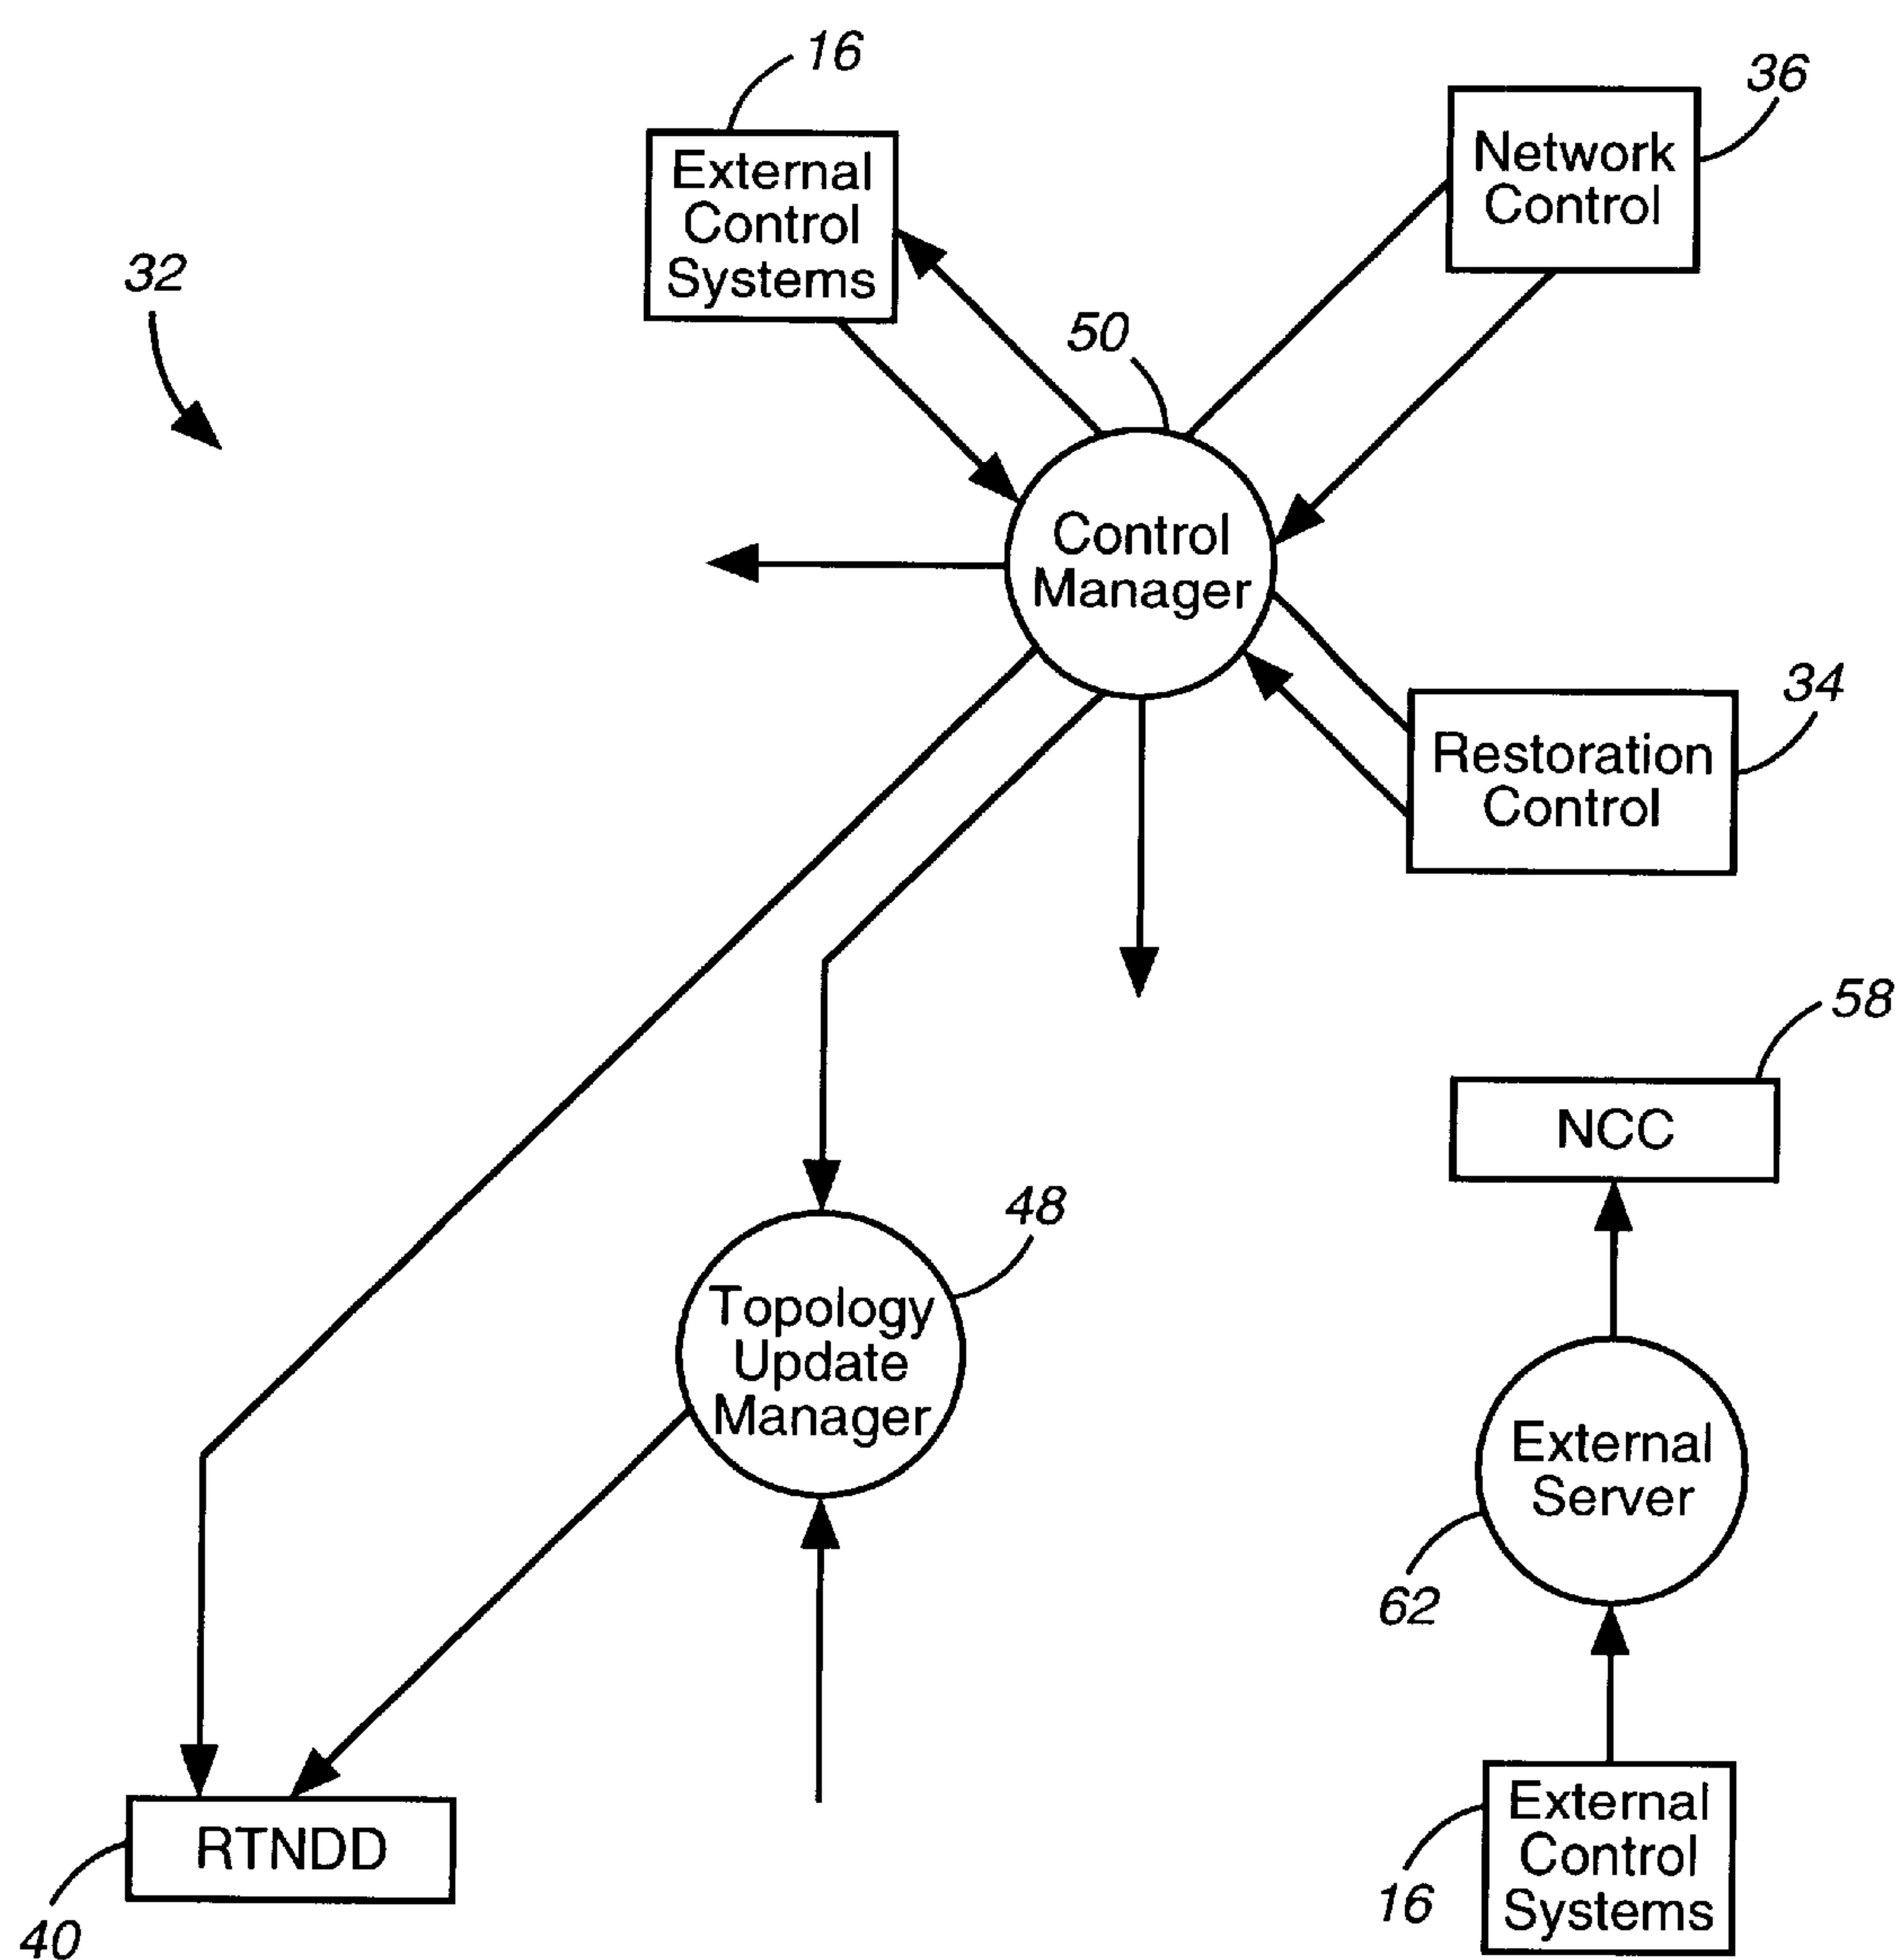 16
36
External
Control
Systems
Network
Control
32
50
Control
Manager
34
Restoration
Control
58
NCC
48
Topology
Update
Manager
External
Server
62
RTNDD
40
External
Control
Systems
16